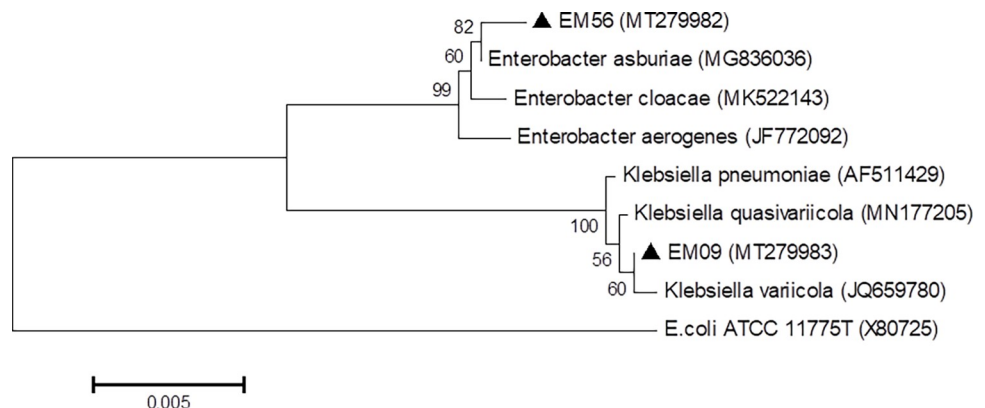 82
EM56 (MT279982)
60
Enterobacter asburiae (MG836036)
99
Enterobacter cloacae (MK522143)
Enterobacter aerogenes (JF772092)
Klebsiella pneumoniae (AF511429)
Klebsiella quasivariicola (MN177205)
100
EM09 (MT279983)
56
60
Klebsiella variicola (JQ659780)
E.coli ATCC 11775T (X80725)
0.005